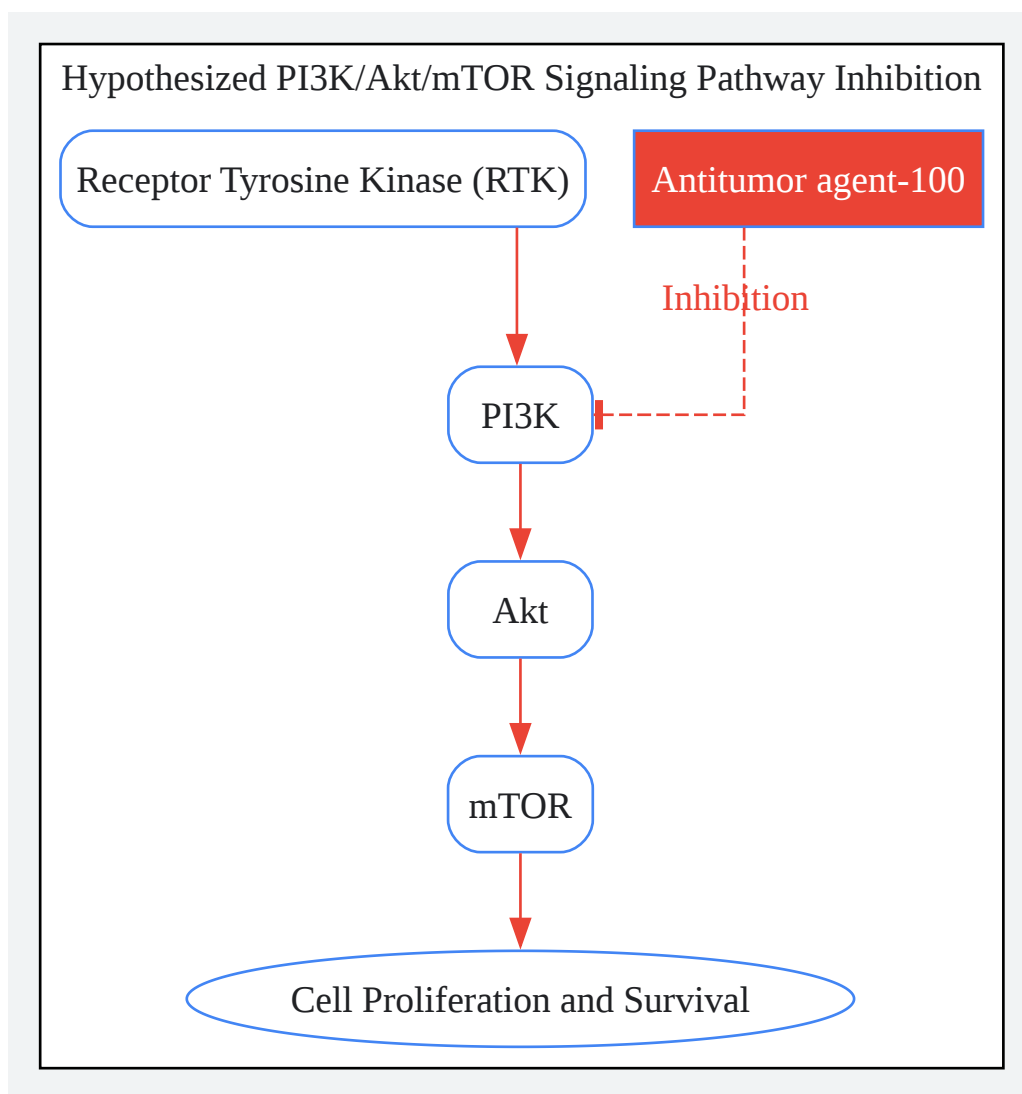 Hypothesized PI3K/Akt/mTOR Signaling Pathway Inhibition
Receptor Tyrosine Kinase (RTK)
Antitumor agent-100
Inhibition
PI3K
Akt
mTOR
Cell Proliferation and Survival